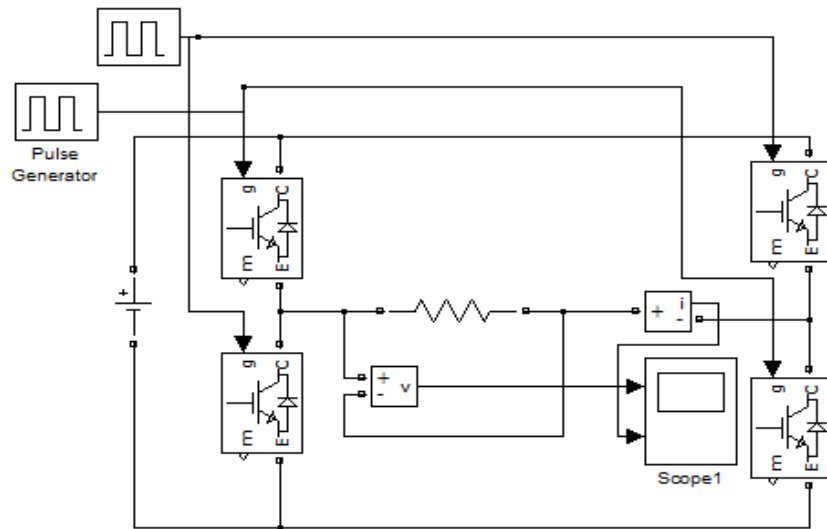 Pulse
Generator
g C
m E
g C
m E
+
+ i
-
+ v
-
g C
m E
g C
m E
Scope1